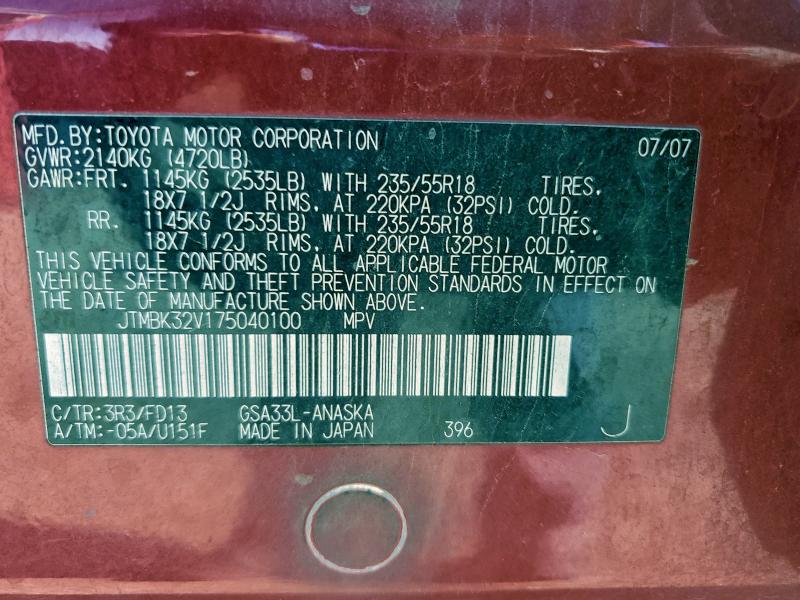 MFD.BY:TOYOTA MOTOR CORPORATION 07/07
GVWR:2140KG (4720LB)
GAWR:FRT. 1145KG (2535LB) WITH 235/55R18 TIRES,
18X7 1/2J RIMS, AT 220KPA (32PSI) COLD.
RR. 1145KG (2535LB) WITH 235/55R18 TIRES,
18X7 1/2J RIMS, AT 220KPA (32PSI) COLD.
THIS VEHICLE CONFORMS TO ALL APPLICABLE FEDERAL MOTOR
VEHICLE SAFETY AND THEFT PREVENTION STANDARDS IN EFFECT ON
THE DATE OF MANUFACTURE SHOWN ABOVE.
JTMBK32V175040100 MPV
C/TR:3R3/FD13 GSA33L-ANASKA
A/TM:-05A/U151F MADE IN JAPAN 396 J